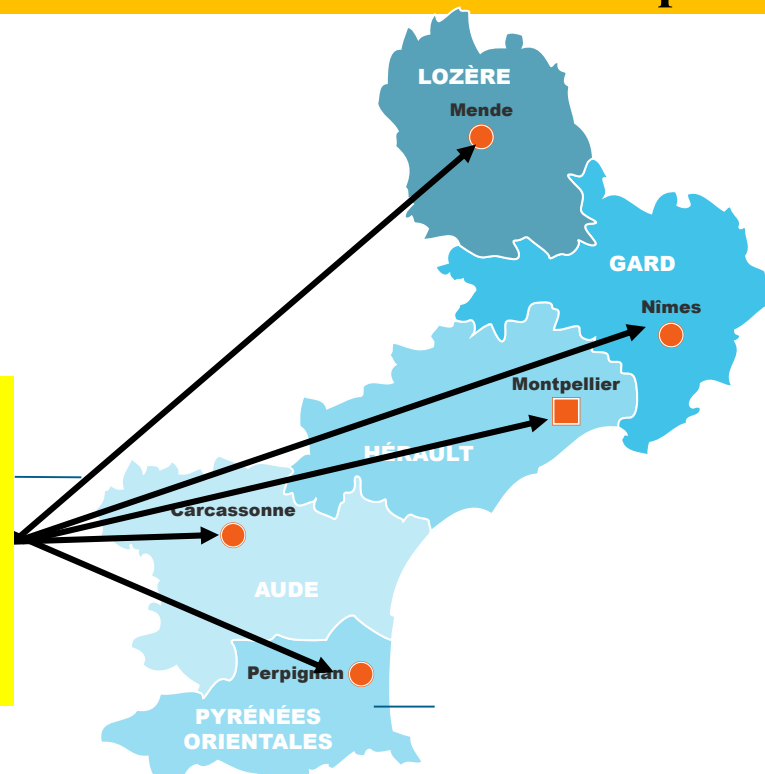 LOZÈRE
Mende
GARD
Nîmes
Montpellier
HÉRAULT
Carcassonne
AUDE
Perpignan
PYRÉNÉES
ORIENTALES